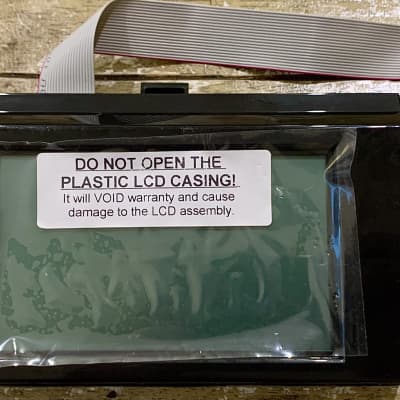 DO NOT OPEN THE
PLASTIC LCD CASING!
It will VOID warranty and cause
damage to the LCD assembly.